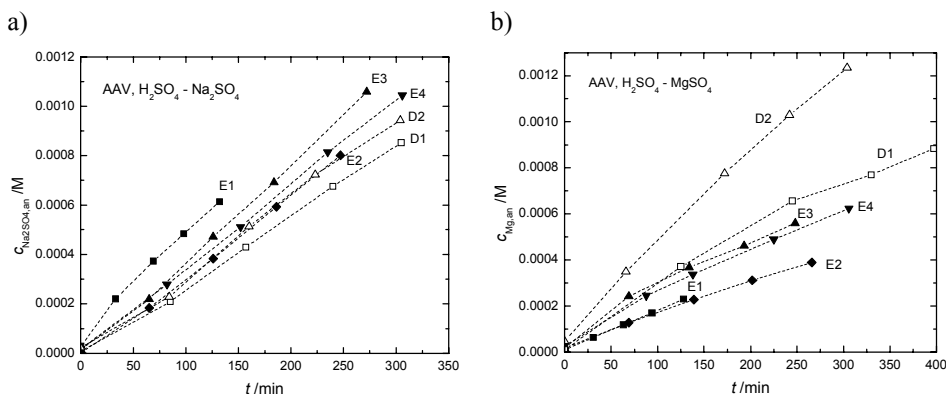 a)
0.0012
0.0010
0.0008
0.0006
0.0004
0.0002
0.0000
c_Na2SO4,an /M
AAV, H₂SO₄ - Na₂SO₄
E3
E4
D2
D1
E2
E1
0 50 100 150 200 250 300 350
t /min
b)
0.0012
0.0010
0.0008
0.0006
0.0004
0.0002
0.0000
c_Mg,an /M
AAV, H₂SO₄ - MgSO₄
D2
D1
E3
E4
E1
E2
0 50 100 150 200 250 300 350 400
t /min